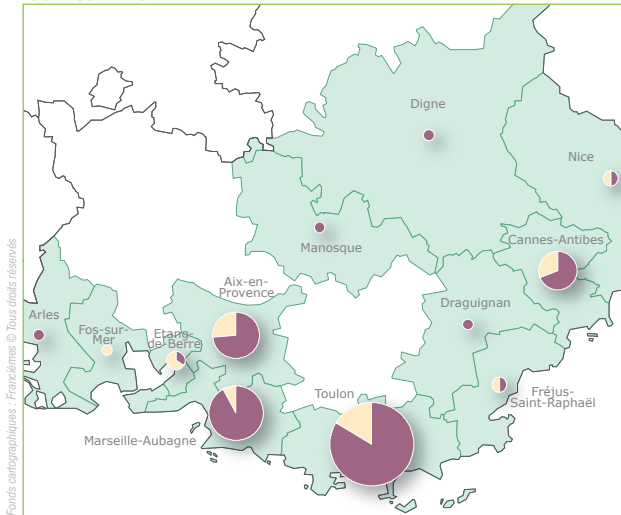 Digne
Nice
Manosque
Cannes-Antibes
Aix-en-
Provence
Arles
Fos-sur-
Mer
Etang-
de-Berre
Draguignan
Toulon
Fréjus-
Saint-Raphaël
Marseille-Aubagne
Fonds cartographiques : Francièmes © Tous droits réservés